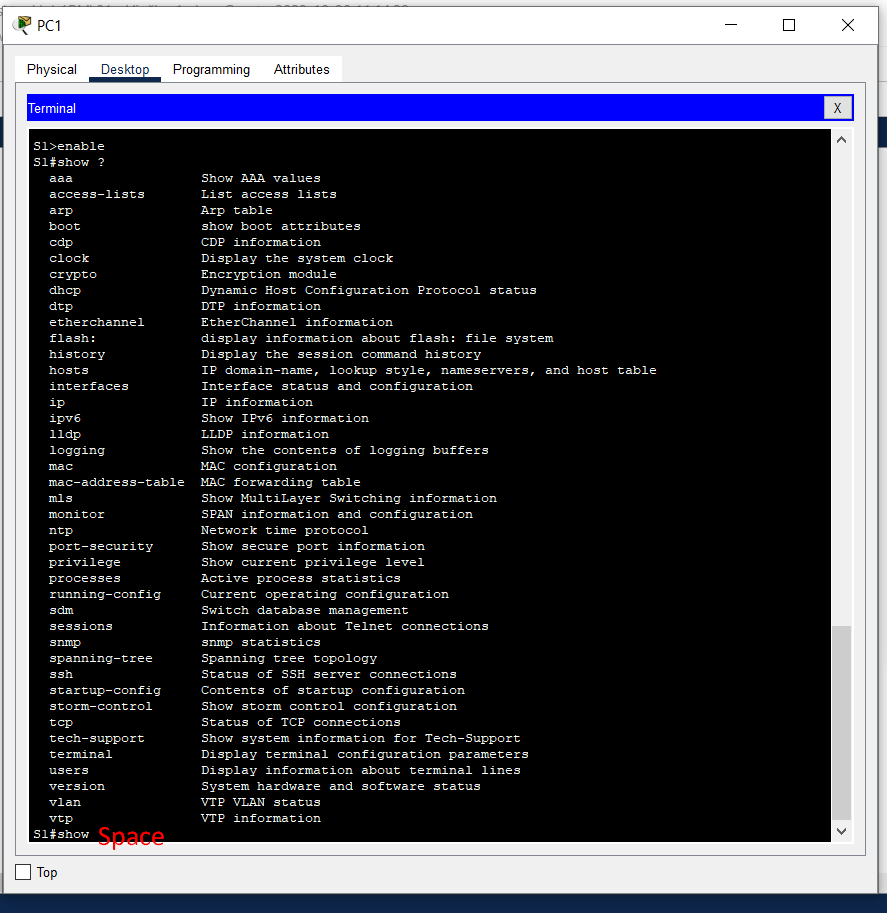 PC1
Physical Desktop Programming Attributes
Terminal X
S1>enable
S1#show ?
aaa Show AAA values
access-lists List access lists
arp Arp table
boot show boot attributes
cdp CDP information
clock Display the system clock
crypto Encryption module
dhcp Dynamic Host Configuration Protocol status
dtp DTP information
etherchannel EtherChannel information
flash: display information about flash: file system
history Display the session command history
hosts IP domain-name, lookup style, nameservers, and host table
interfaces Interface status and configuration
ip IP information
ipv6 Show IPv6 information
lldp LLDP information
logging Show the contents of logging buffers
mac MAC configuration
mac-address-table MAC forwarding table
mls Show MultiLayer Switching information
monitor SPAN information and configuration
ntp Network time protocol
port-security Show secure port information
privilege Show current privilege level
processes Active process statistics
running-config Current operating configuration
sdm Switch database management
sessions Information about Telnet connections
snmp snmp statistics
spanning-tree Spanning tree topology
ssh Status of SSH server connections
startup-config Contents of startup configuration
storm-control Show storm control configuration
tcp Status of TCP connections
tech-support Show system information for Tech-Support
terminal Display terminal configuration parameters
users Display information about terminal lines
version System hardware and software status
vlan VTP VLAN status
vtp VTP information
S1#show Space
Top